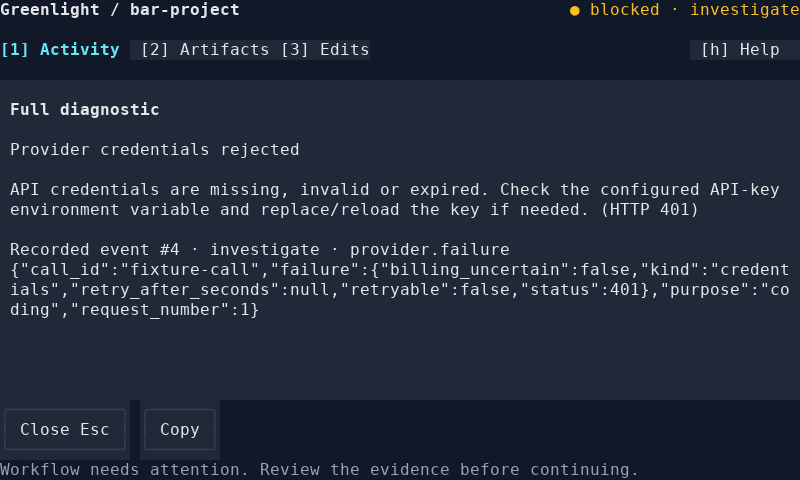 Greenlight / bar-project ● blocked · investigate
[1] Activity [2] Artifacts [3] Edits [h] Help
Full diagnostic
Provider credentials rejected
API credentials are missing, invalid or expired. Check the configured API-key
environment variable and replace/reload the key if needed. (HTTP 401)
Recorded event #4 · investigate · provider.failure
{"call_id":"fixture-call","failure":{"billing_uncertain":false,"kind":"credent
ials","retry_after_seconds":null,"retryable":false,"status":401},"purpose":"co
ding","request_number":1}
Close Esc Copy
Workflow needs attention. Review the evidence before continuing.